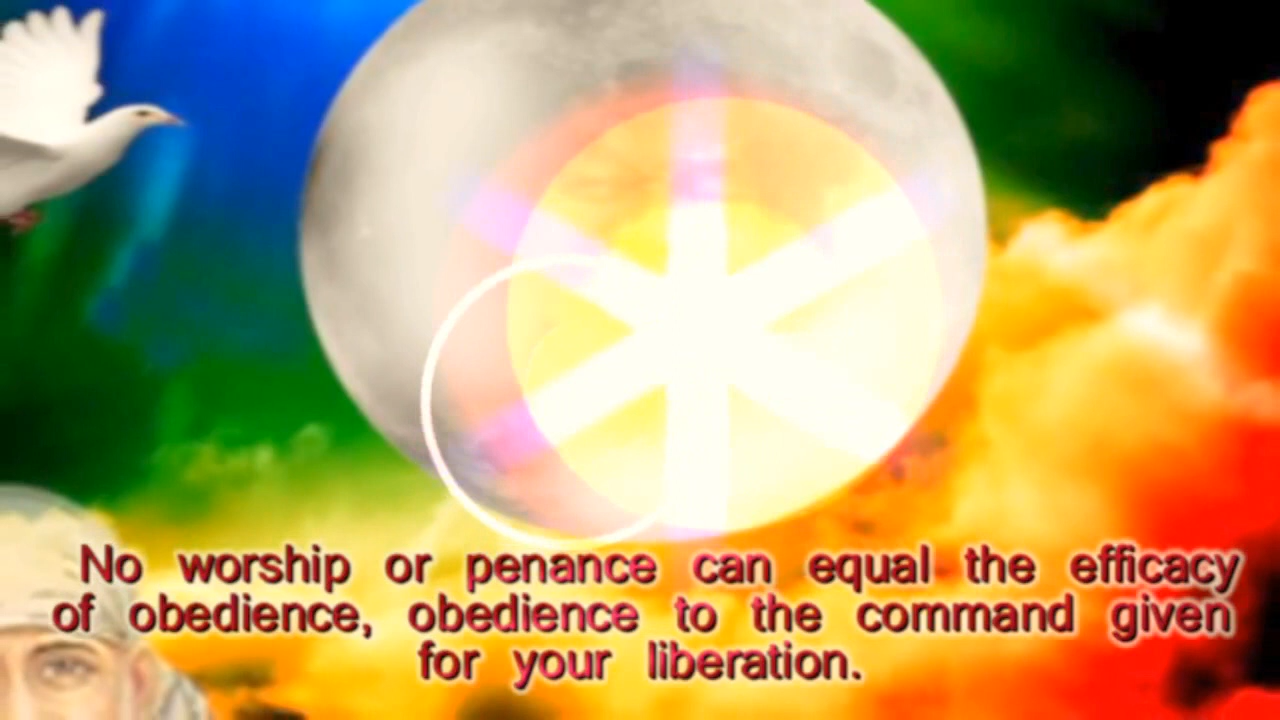 No worship or penance can equal the efficacy
of obedience, obedience to the command given
for your liberation.